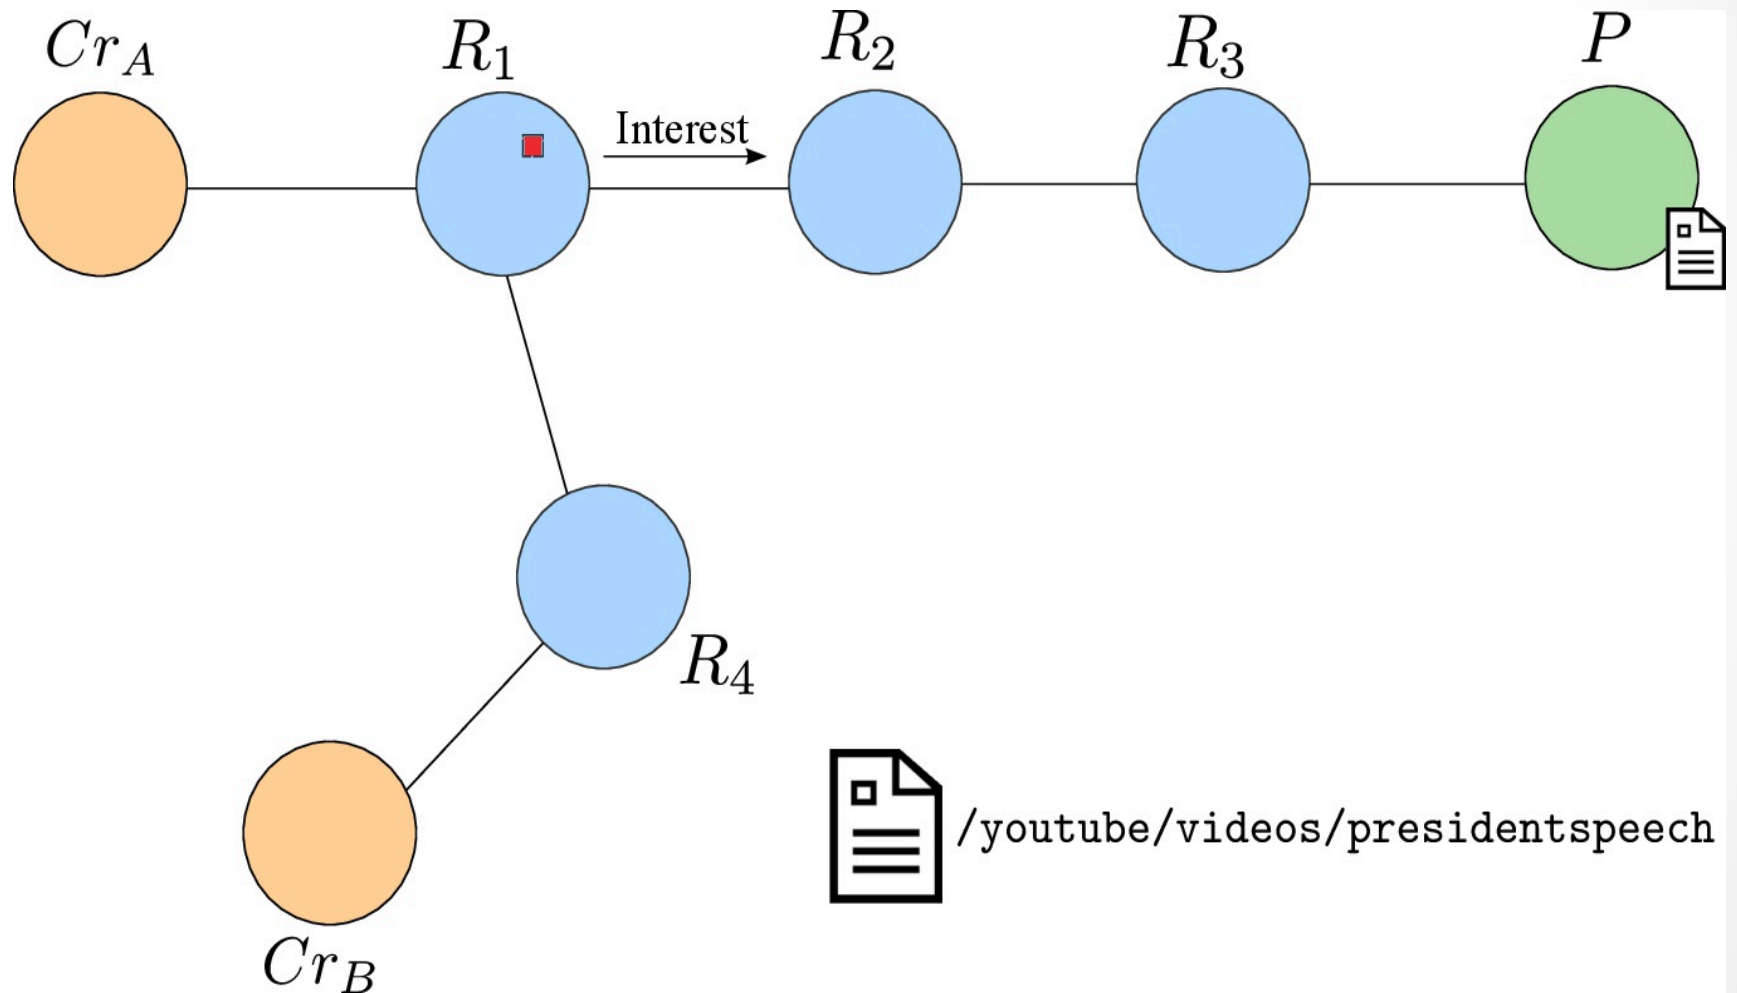 Cr_A
R_1
R_2
R_3
P
Interest
R_4
/youtube/videos/presidentspeech
Cr_B